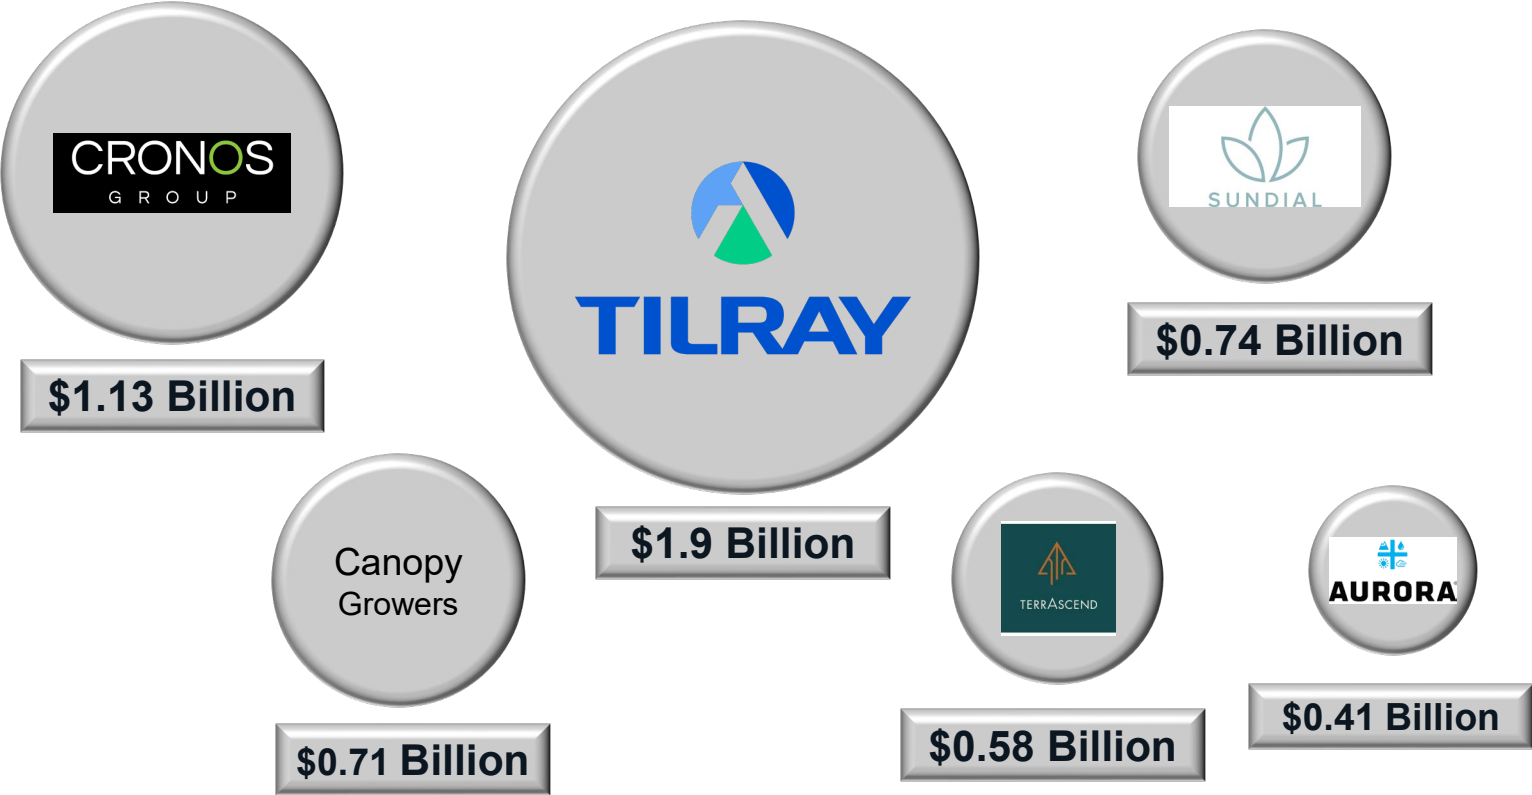 CRONOS
GROUP
$1.13 Billion
TILRAY
$1.9 Billion
SUNDIAL
$0.74 Billion
Canopy
Growers
$0.71 Billion
TERRASCEND
$0.58 Billion
AURORA
$0.41 Billion